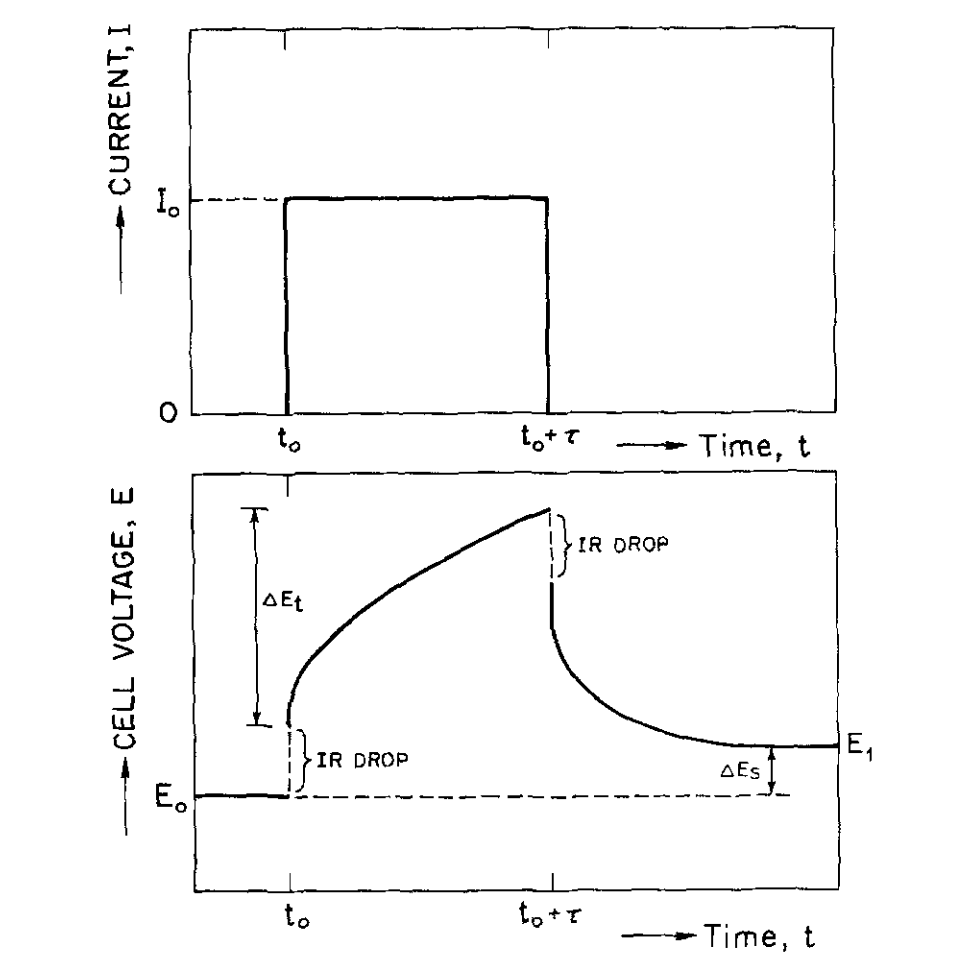 CURRENT, I
I₀
0
t₀
t₀+τ
Time, t
CELL VOLTAGE, E
ΔEt
IR DROP
IR DROP
E₀
E₁
ΔEs
t₀
t₀+τ
Time, t